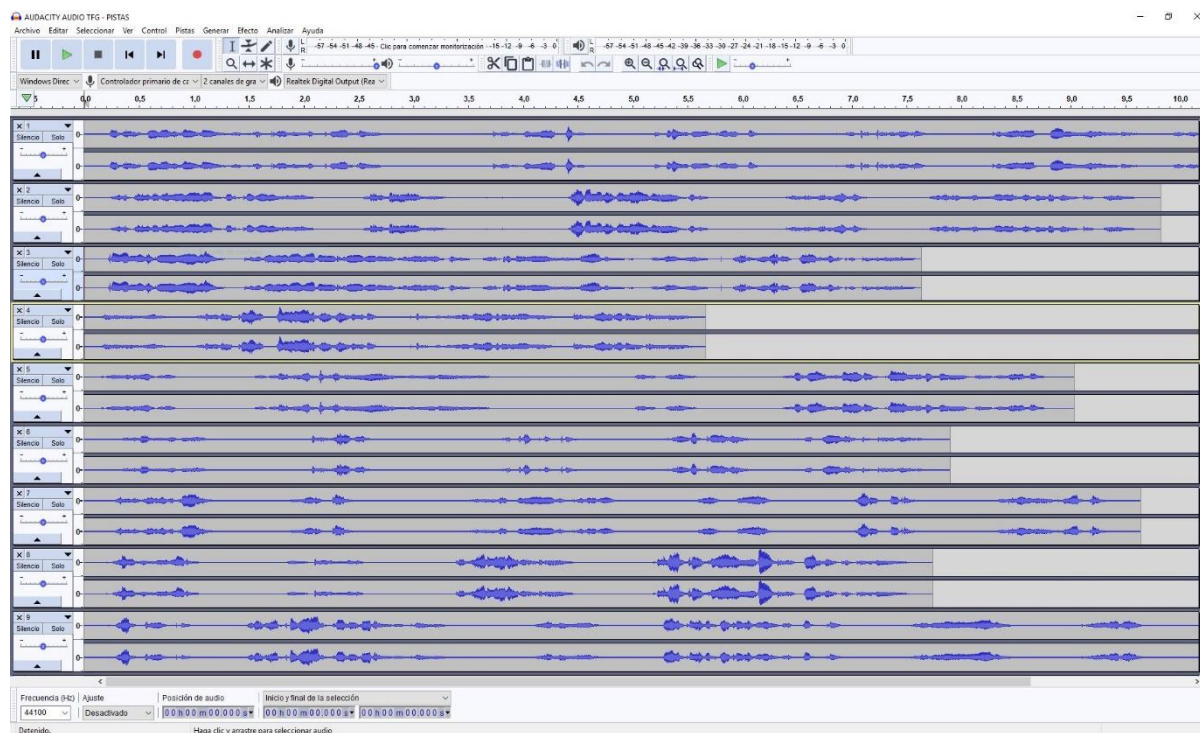 AUDACITY AUDIO TFG - PISTAS
Archivo Editar Seleccionar Ver Control Pistas Generar Efecto Analizar Ayuda
L R -57 -54 -51 -48 -45 - Clic para comenzar monitorización - -15 -12 -9 -6 -3 0 L R -57 -54 -51 -48 -45 -42 -39 -36 -33 -30 -27 -24 -21 -18 -15 -12 -9 -6 -3 0
Windows Direc Controlador primario de ca 2 canales de gra Realtek Digital Output (Rea
0,0 0,5 1,0 1,5 2,0 2,5 3,0 3,5 4,0 4,5 5,0 5,5 6,0 6,5 7,0 7,5 8,0 8,5 9,0 9,5 10,0
1
Silencio Solo
2
Silencio Solo
3
Silencio Solo
4
Silencio Solo
5
Silencio Solo
6
Silencio Solo
7
Silencio Solo
8
Silencio Solo
9
Silencio Solo
Frecuencia (Hz) Ajuste Posición de audio Inicio y final de la selección
44100 Desactivado 00 h 00 m 00.000 s 00 h 00 m 00.000 s 00 h 00 m 00.000 s
Detenido. Haga clic y arrastre para seleccionar audio